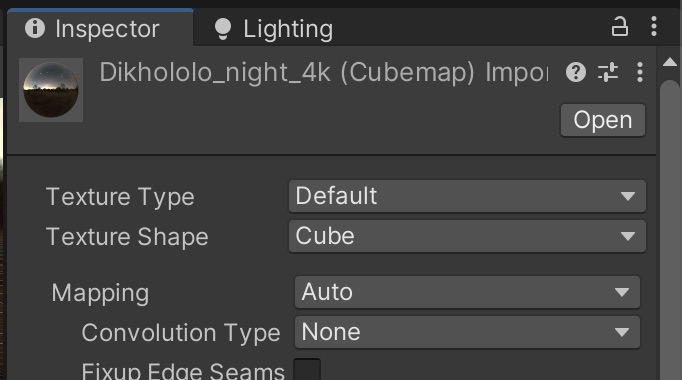 Inspector
Lighting
Dikhololo_night_4k (Cubemap) Impor
Open
Texture Type
Default
Texture Shape
Cube
Mapping
Auto
Convolution Type
None
Fixup Edge Seams